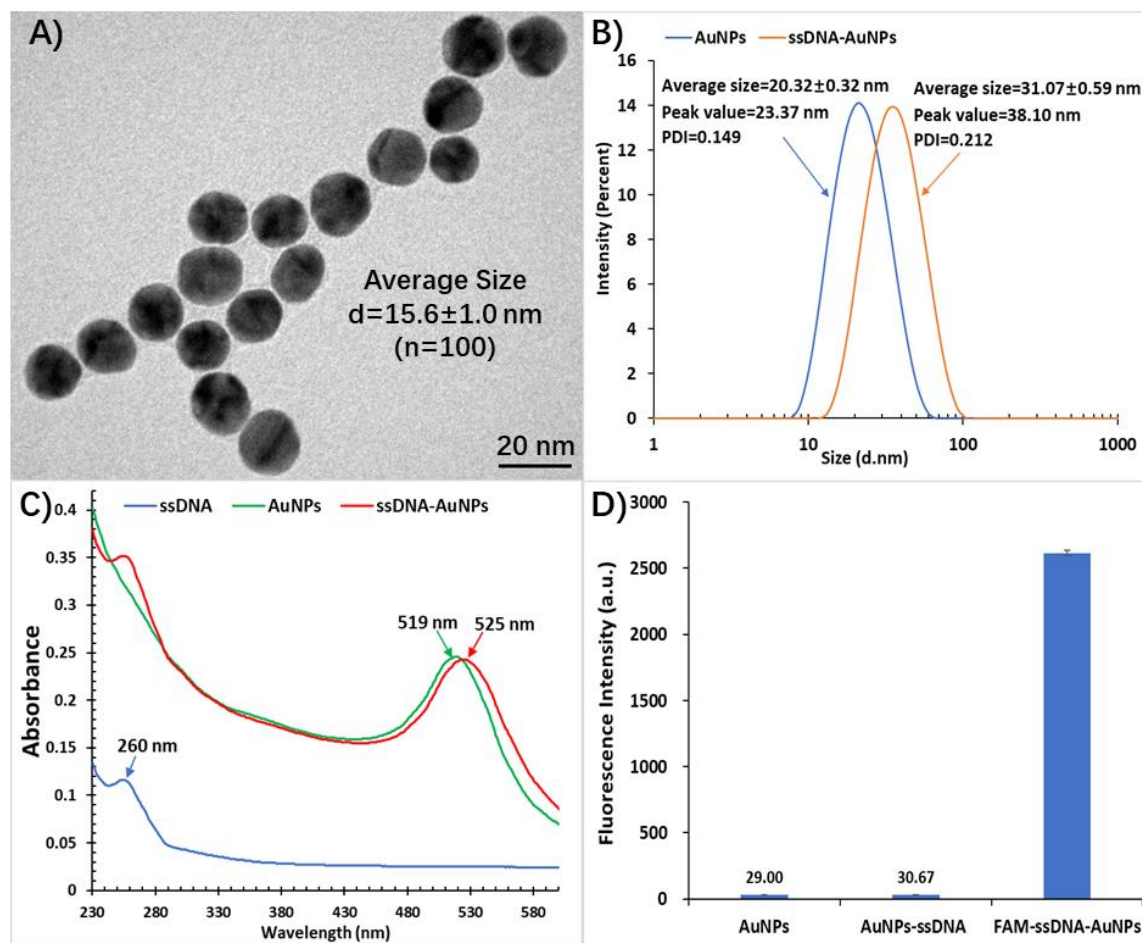 A)
Average Size
d=15.6±1.0 nm
(n=100)
20 nm
B)
AuNPs ssDNA-AuNPs
Average size=20.32±0.32 nm
Peak value=23.37 nm
PDI=0.149
Average size=31.07±0.59 nm
Peak value=38.10 nm
PDI=0.212
Intensity (Percent)
16
14
12
10
8
6
4
2
0
1 10 100 1000
Size (d.nm)
C)
ssDNA AuNPs ssDNA-AuNPs
519 nm 525 nm
260 nm
Absorbance
0.4
0.35
0.3
0.25
0.2
0.15
0.1
0.05
0
230 280 330 380 430 480 530 580
Wavelength (nm)
D)
Fluorescence Intensity (a.u.)
3000
2500
2000
1500
1000
500
0
29.00 30.67
AuNPs AuNPs-ssDNA FAM-ssDNA-AuNPs